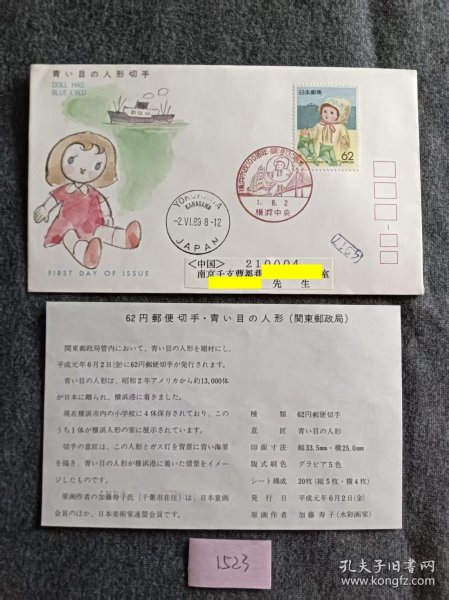 青い目の人形切手
DOLL HAS
BLUE EYED
日本郵便
62
NIPPON
1. 6. 2
横浜中央
YOKOHAMA
KANAGAWA
-2.VI.89 8-12
JAPAN
FIRST DAY OF ISSUE
<中国> 210004
室
先 生
62円郵便切手・青い目の人形(関東郵政局)
関東郵政局管内において、青い目の人形を題材にし、
平成元年6月2日(金)に62円郵便切手が発行されます。
青い目の人形は、昭和2年アメリカから約13,000体
が日本に贈られ、横浜港に着きました。
現在横浜市内の小学校に4体保存されており、この
うち1体が横浜人形の家に展示されています。
切手の意匠は、この人形とガス灯を背景に青い海原
を描き、青い目の人形が横浜港に着いた情景をイメー
ジしたものです。
原画作者の加藤寿子氏(千葉市在住)は、日本童画
会員のほか、日本美術家連盟会員です。
種 類 62円郵便切手
意 匠 青い目の人形
印面寸法 縦33.5mm・横25.0mm
版式刷色 グラビア5色
シート構成 20枚(縦5枚・横4枚)
発 行 日 平成元年6月2日(金)
原画作者 加藤 寿子(水彩画家)
1523
孔夫子旧书网
www.kongfz.com